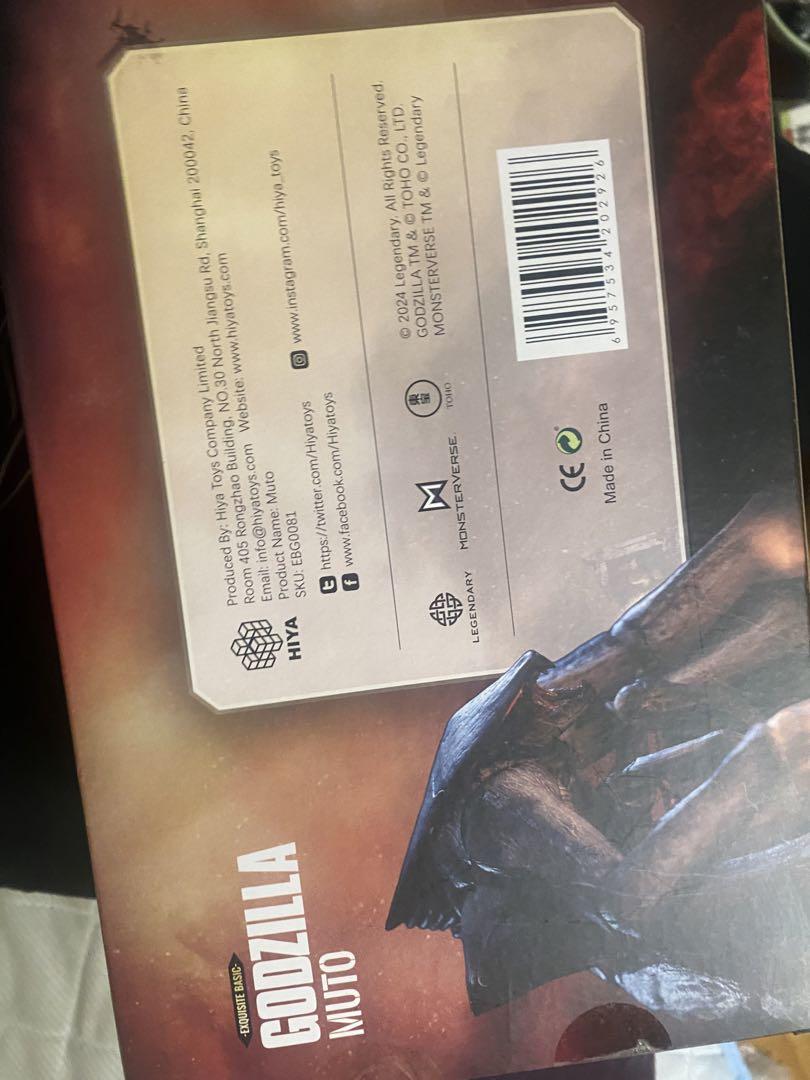 Produced By: Hiya Toys Company Limited
Room 405 Rongzhao Building, NO.30 North Jiangsu Rd, Shanghai 200042, China
Email: info@hiyatoys.com Website: www.hiyatoys.com
Product Name: Muto
SKU: EBG0081
HIYA
https://twitter.com/Hiyatoys
www.instagram.com/hiya_toys
www.facebook.com/Hiyatoys
LEGENDARY
MONSTERVERSE.
東宝
TOHO
© 2024 Legendary. All Rights Reserved.
GODZILLA TM & © TOHO CO., LTD.
MONSTERVERSE TM & © Legendary
CE
Made in China
6 957534 202926
-EXQUISITE BASIC-
GODZILLA
MUTO